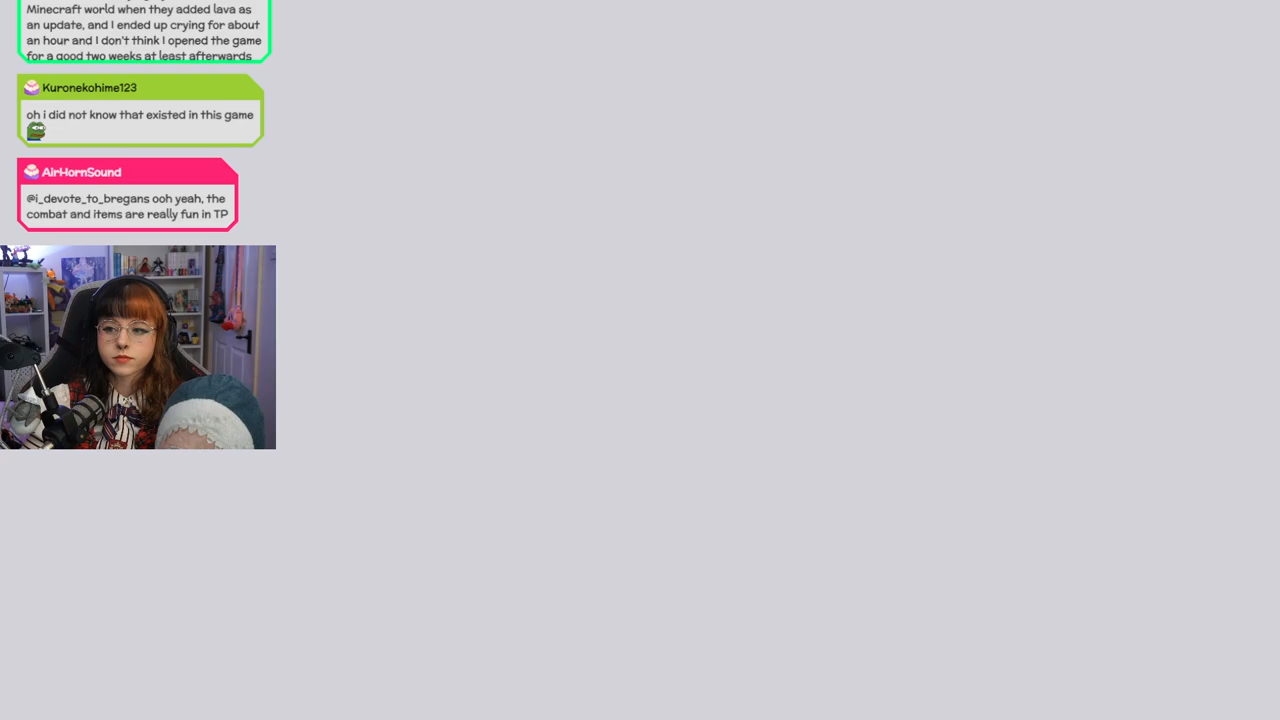 Minecraft world when they added lava as
an update, and I ended up crying for about
an hour and I don't think I opened the game
for a good two weeks at least afterwards
Kuronekohime123
oh i did not know that existed in this game
AirHornSound
@i_devote_to_bregans ooh yeah, the
combat and items are really fun in TP